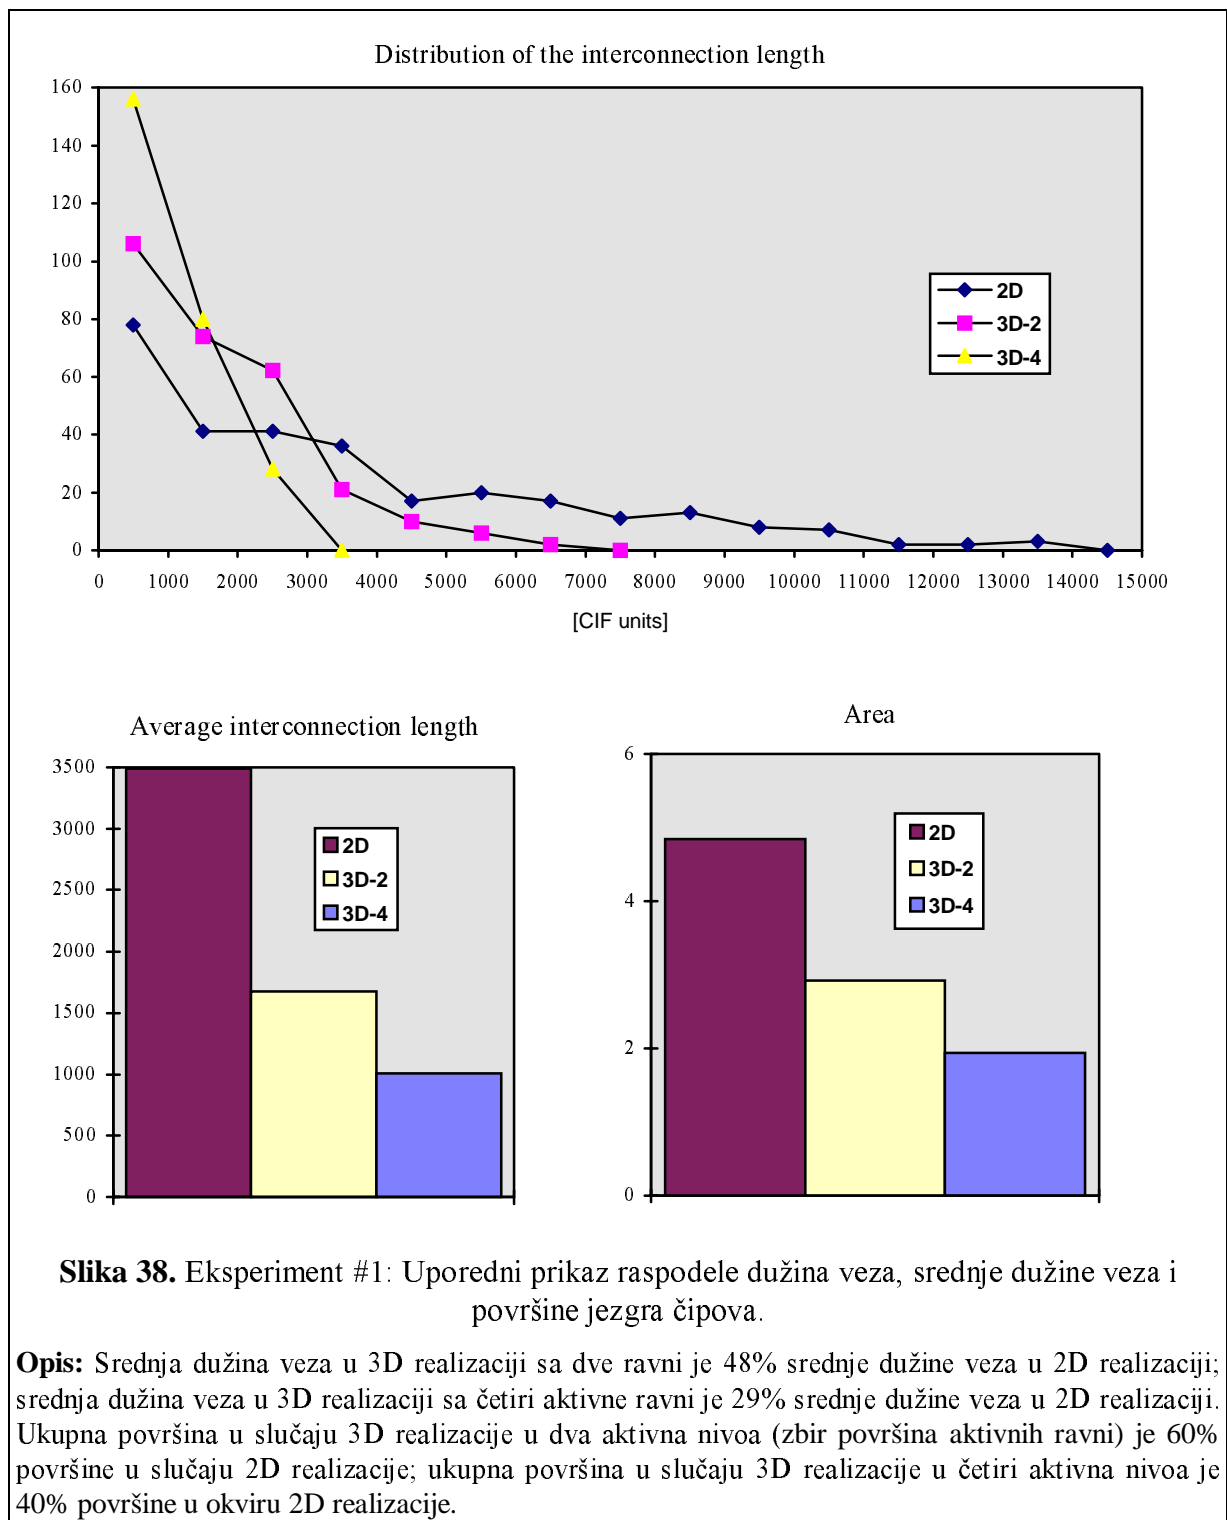 Distribution of the interconnection length
160
140
120
100
80
60
40
20
0
0 1000 2000 3000 4000 5000 6000 7000 8000 9000 10000 11000 12000 13000 14000 15000
[CIF units]
2D
3D-2
3D-4
Average interconnection length
3500
3000
2500
2000
1500
1000
500
0
2D
3D-2
3D-4
Area
6
4
2
0
2D
3D-2
3D-4
Slika 38. Eksperiment #1: Uporedni prikaz raspodele dužina veza, srednje dužine veza i
površine jezgra čipova.
Opis: Srednja dužina veza u 3D realizaciji sa dve ravni je 48% srednje dužine veza u 2D realizaciji;
srednja dužina veza u 3D realizaciji sa četiri aktivne ravni je 29% srednje dužine veza u 2D realizaciji.
Ukupna površina u slučaju 3D realizacije u dva aktivna nivoa (zbir površina aktivnih ravni) je 60%
površine u slučaju 2D realizacije; ukupna površina u slučaju 3D realizacije u četiri aktivna nivoa je
40% površine u okviru 2D realizacije.